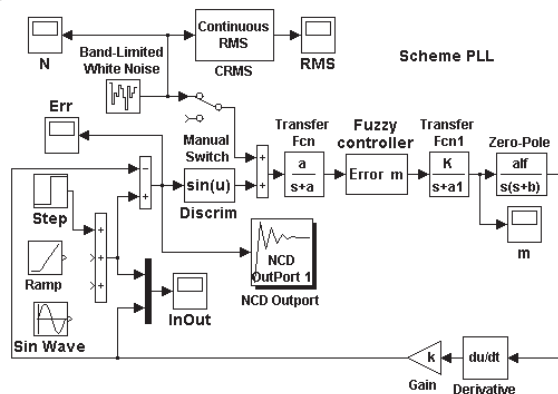 Continuous
RMS
N
CRMS
RMS
Scheme PLL
Band-Limited
White Noise
Err
Manual
Switch
Transfer
Fcn
Fuzzy
controller
Transfer
Fcn1
Zero-Pole
−
+
sin(u)
+
+
a
s+a
Error m
K
s+a1
alf
s(s+b)
Step
Discrim
m
+
+
Ramp
NCD
OutPort 1
NCD Outport
InOut
Sin Wave
k
du/dt
Gain
Derivative